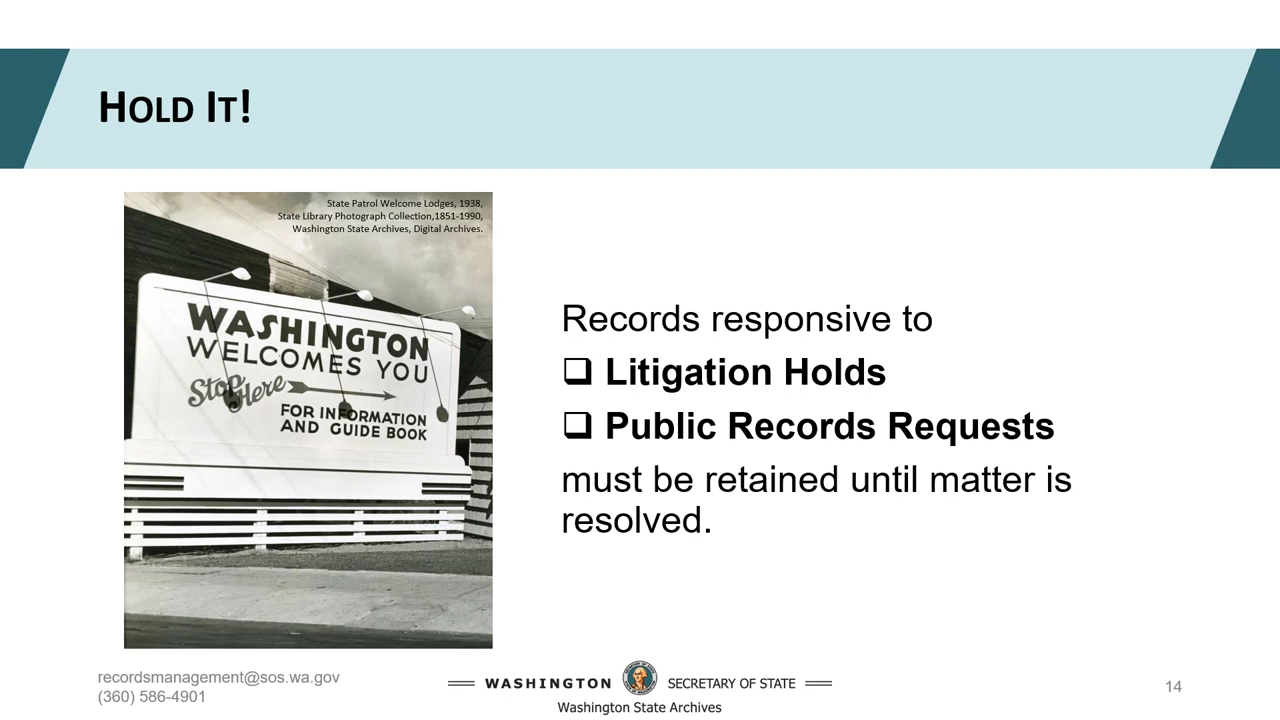 HOLD IT!
State Patrol Welcome Lodges, 1938,
State Library Photograph Collection,1851-1990,
Washington State Archives, Digital Archives.
WASHINGTON
WELCOMES YOU
Stop Here
FOR INFORMATION
AND GUIDE BOOK
Records responsive to
❑ Litigation Holds
❑ Public Records Requests
must be retained until matter is
resolved.
recordsmanagement@sos.wa.gov
(360) 586-4901
WASHINGTON SECRETARY OF STATE
Washington State Archives
14